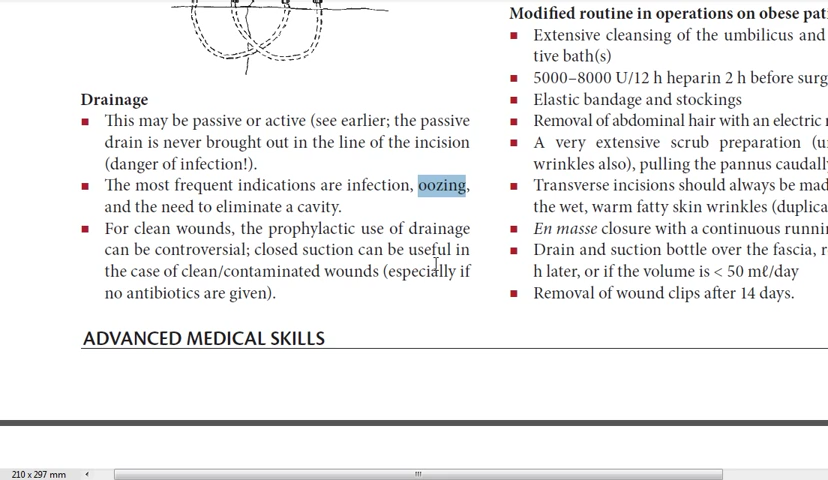 Drainage
■ This may be passive or active (see earlier; the passive
drain is never brought out in the line of the incision
(danger of infection!).
■ The most frequent indications are infection, oozing,
and the need to eliminate a cavity.
■ For clean wounds, the prophylactic use of drainage
can be controversial; closed suction can be useful in
the case of clean/contaminated wounds (especially if
no antibiotics are given).
ADVANCED MEDICAL SKILLS
Modified routine in operations on obese
■ Extensive cleansing of the umbilicus and
tive bath(s)
■ 5000–8000 U/12 h heparin 2 h before
■ Elastic bandage and stockings
■ Removal of abdominal hair with an electric
■ A very extensive scrub preparation
wrinkles also), pulling the pannus
■ Transverse incisions should always be
the wet, warm fatty skin wrinkles
■ En masse closure with a continuous
■ Drain and suction bottle over the fascia,
h later, or if the volume is < 50 mℓ/day
■ Removal of wound clips after 14 days.
210 x 297 mm